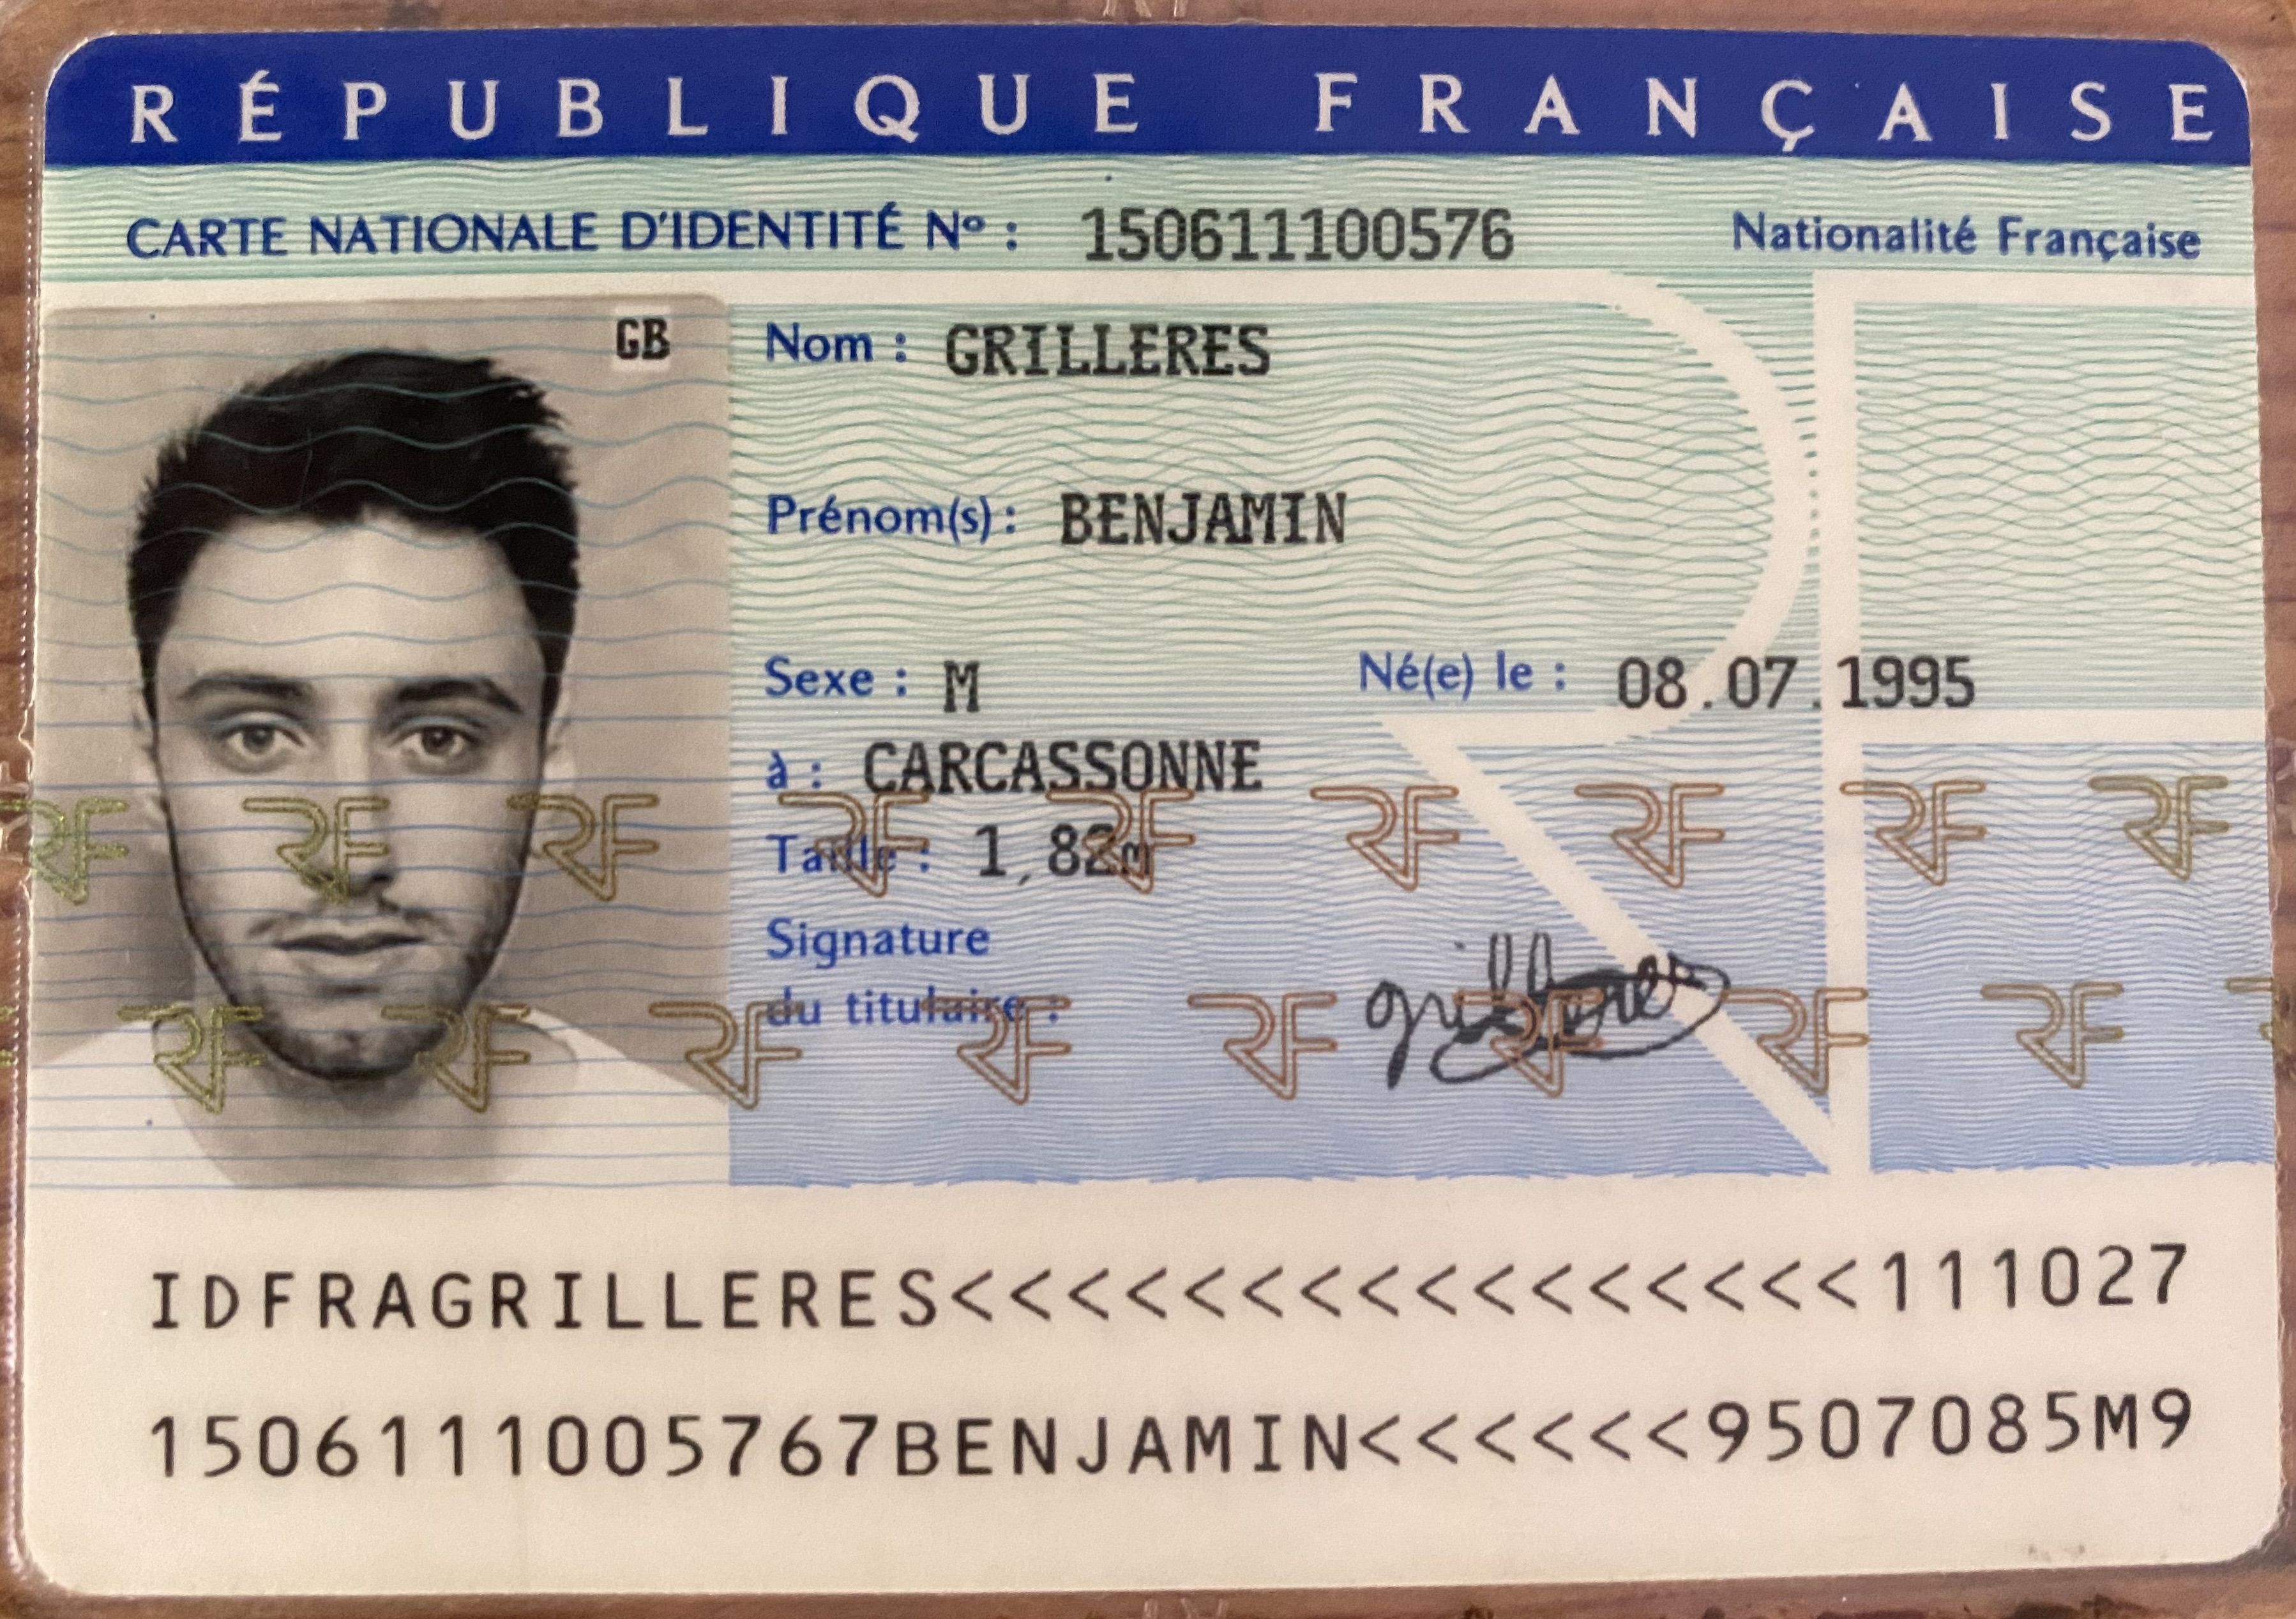 RÉPUBLIQUE FRANÇAISE
CARTE NATIONALE D'IDENTITÉ Nº : 150611100576 Nationalité Française
GB
Nom : GRILLERES
Prénom(s) : BENJAMIN
Sexe : M Né(e) le : 08.07.1995
à : CARCASSONNE
Taille : 1,82m
Signature
du titulaire :
RF RF RF RF RF RF RF RF RF
RF RF RF RF RF RF RF RF
IDFRAGRILLERES<<<<<<<<<<<<<<<<111027
1506111005767BENJAMIN<<<<<<9507085M9